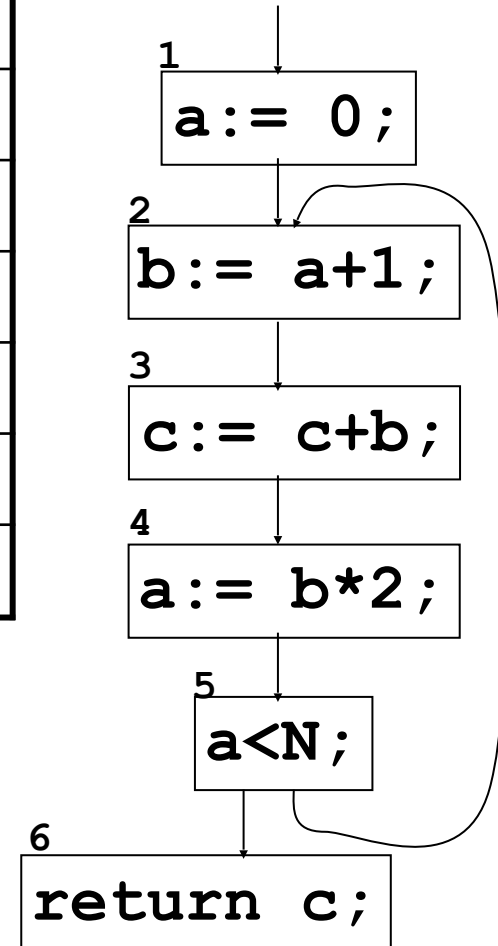 1
a:= 0;
2
b:= a+1;
3
c:= c+b;
4
a:= b*2;
5
a<N;
6
return c;